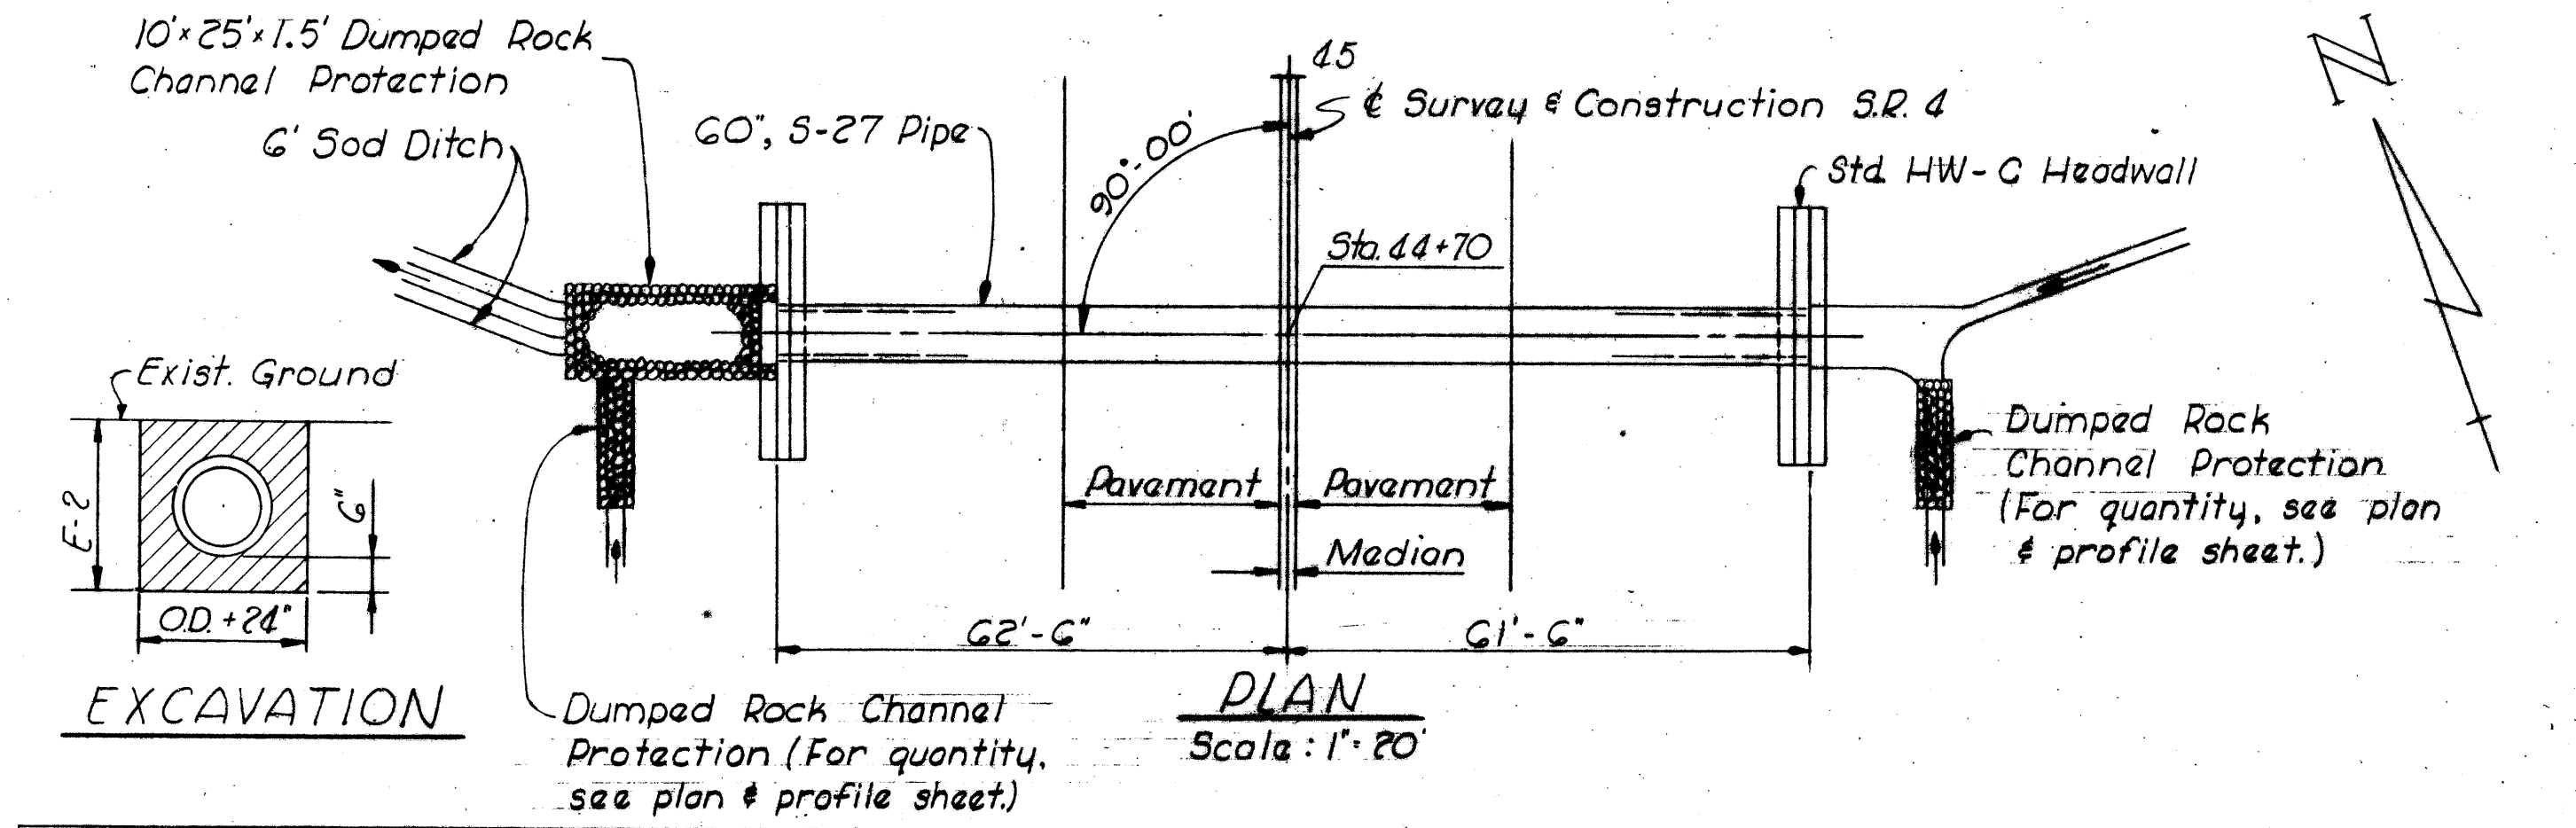 10'x25'x1.5' Dumped Rock
Channel Protection
6' Sod Ditch
60", S-27 Pipe
90°-00'
45
℄ Survey & Construction S.R. 4
Sta. 44+70
Std. HW-C Headwall
N
Exist. Ground
E-2
6"
O.D. +24"
EXCAVATION
Pavement
Pavement
Median
62'-6"
61'-6"
Dumped Rock
Channel Protection
(For quantity, see plan
& profile sheet.)
Dumped Rock Channel
Protection (For quantity,
see plan & profile sheet.)
PLAN
Scale: 1"=20'